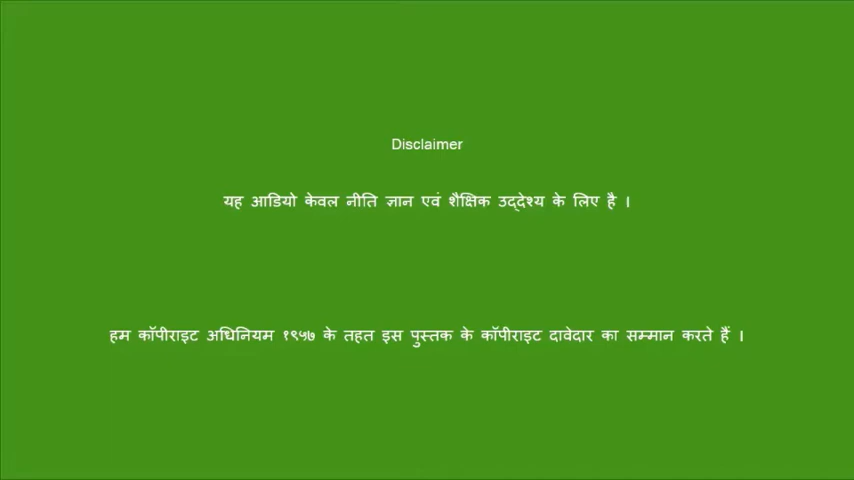 Disclaimer
यह आडियो केवल नीति ज्ञान एवं शैक्षिक उद्देश्य के लिए है ।
हम कॉपीराइट अधिनियम १९५७ के तहत इस पुस्तक के कॉपीराइट दावेदार का सम्मान करते हैं ।